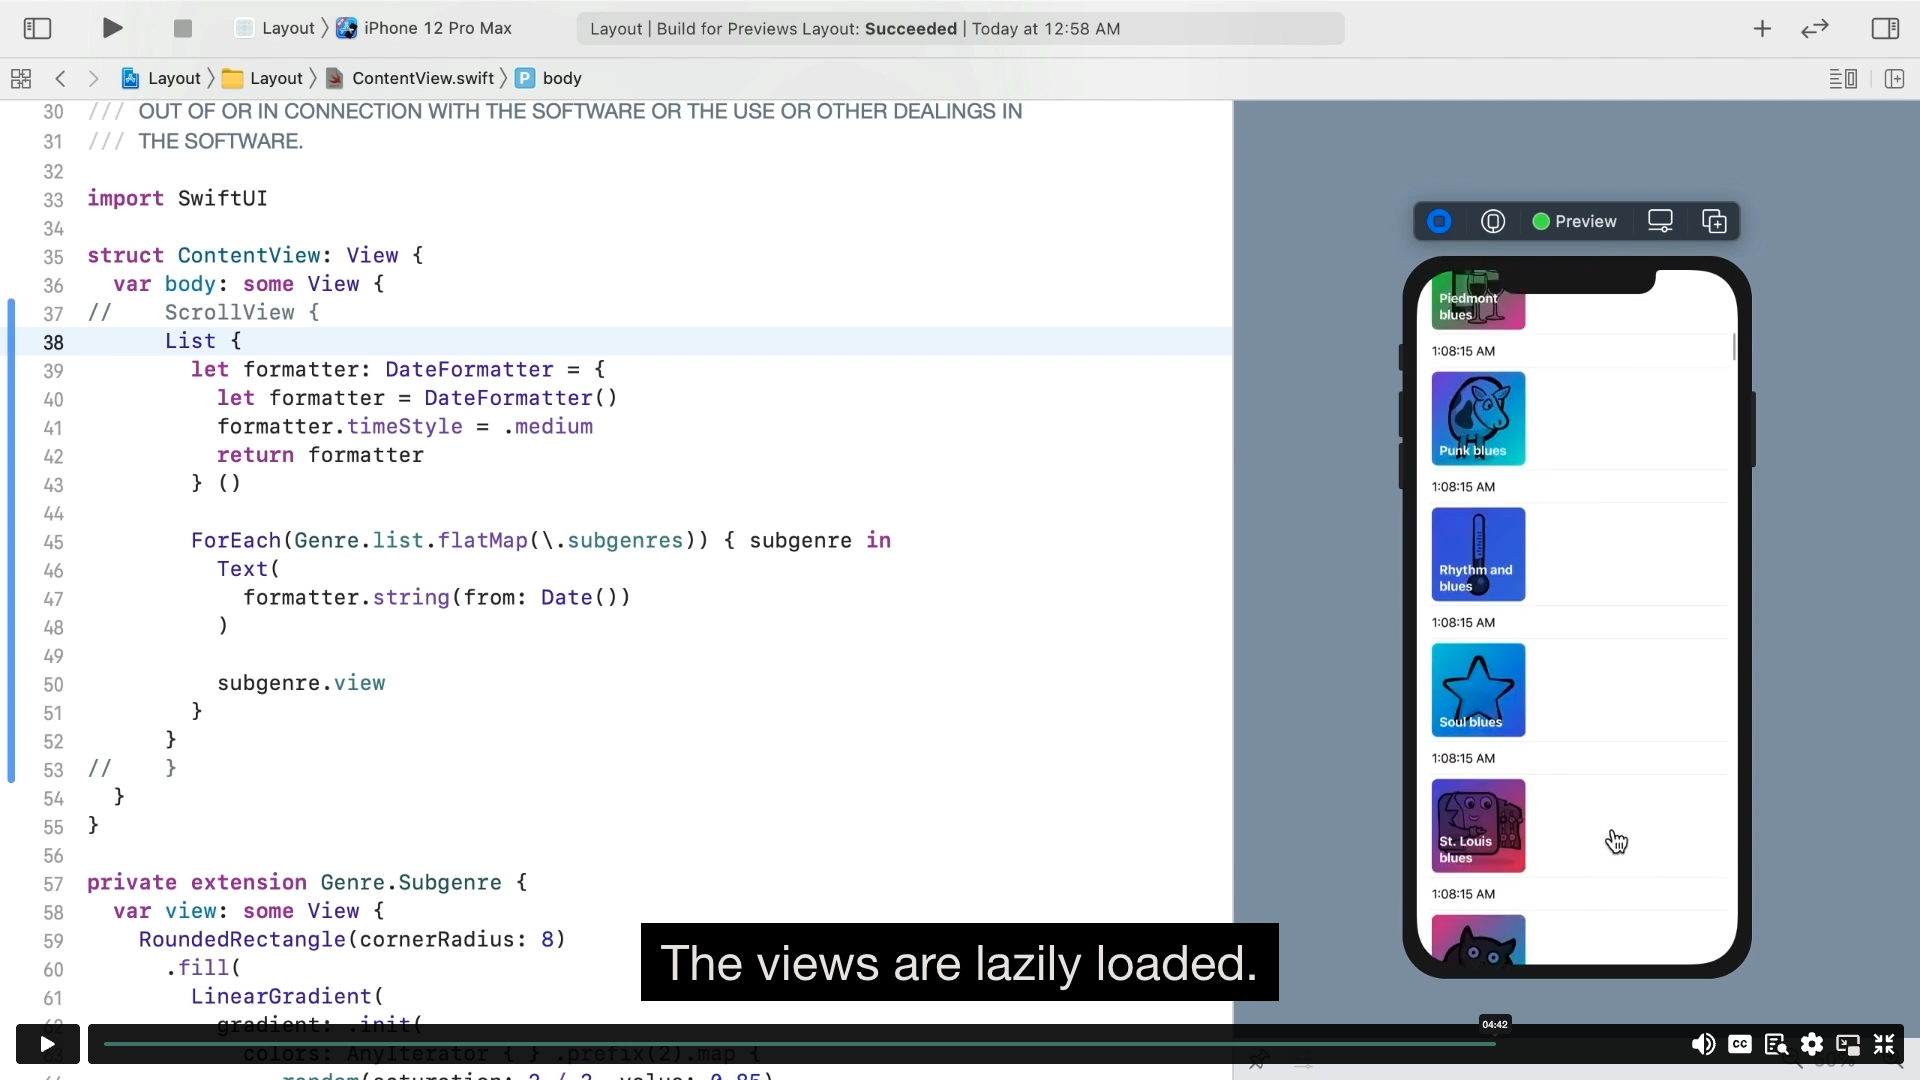 Layout 〉 iPhone 12 Pro Max
Layout | Build for Previews Layout: Succeeded | Today at 12:58 AM
Layout 〉 Layout 〉 ContentView.swift 〉 P body
30 /// OUT OF OR IN CONNECTION WITH THE SOFTWARE OR THE USE OR OTHER DEALINGS IN
31 /// THE SOFTWARE.
32
33 import SwiftUI
34
35 struct ContentView: View {
36 var body: some View {
37 // ScrollView {
38 List {
39 let formatter: DateFormatter = {
40 let formatter = DateFormatter()
41 formatter.timeStyle = .medium
42 return formatter
43 } ()
44
45 ForEach(Genre.list.flatMap(\.subgenres)) { subgenre in
46 Text(
47 formatter.string(from: Date())
48 )
49
50 subgenre.view
51 }
52 }
53 // }
54 }
55 }
56
57 private extension Genre.Subgenre {
58 var view: some View {
59 RoundedRectangle(cornerRadius: 8)
60 .fill(
61 LinearGradient(
62 gradient: .init(
63 colors: AnyIterator { } .prefix(2).map {
random(saturation: 2 / 3, value: 0.85)
Preview
Piedmont
blues
1:08:15 AM
Punk blues
1:08:15 AM
Rhythm and
blues
1:08:15 AM
Soul blues
1:08:15 AM
St. Louis
blues
1:08:15 AM
The views are lazily loaded.
04:42
CC